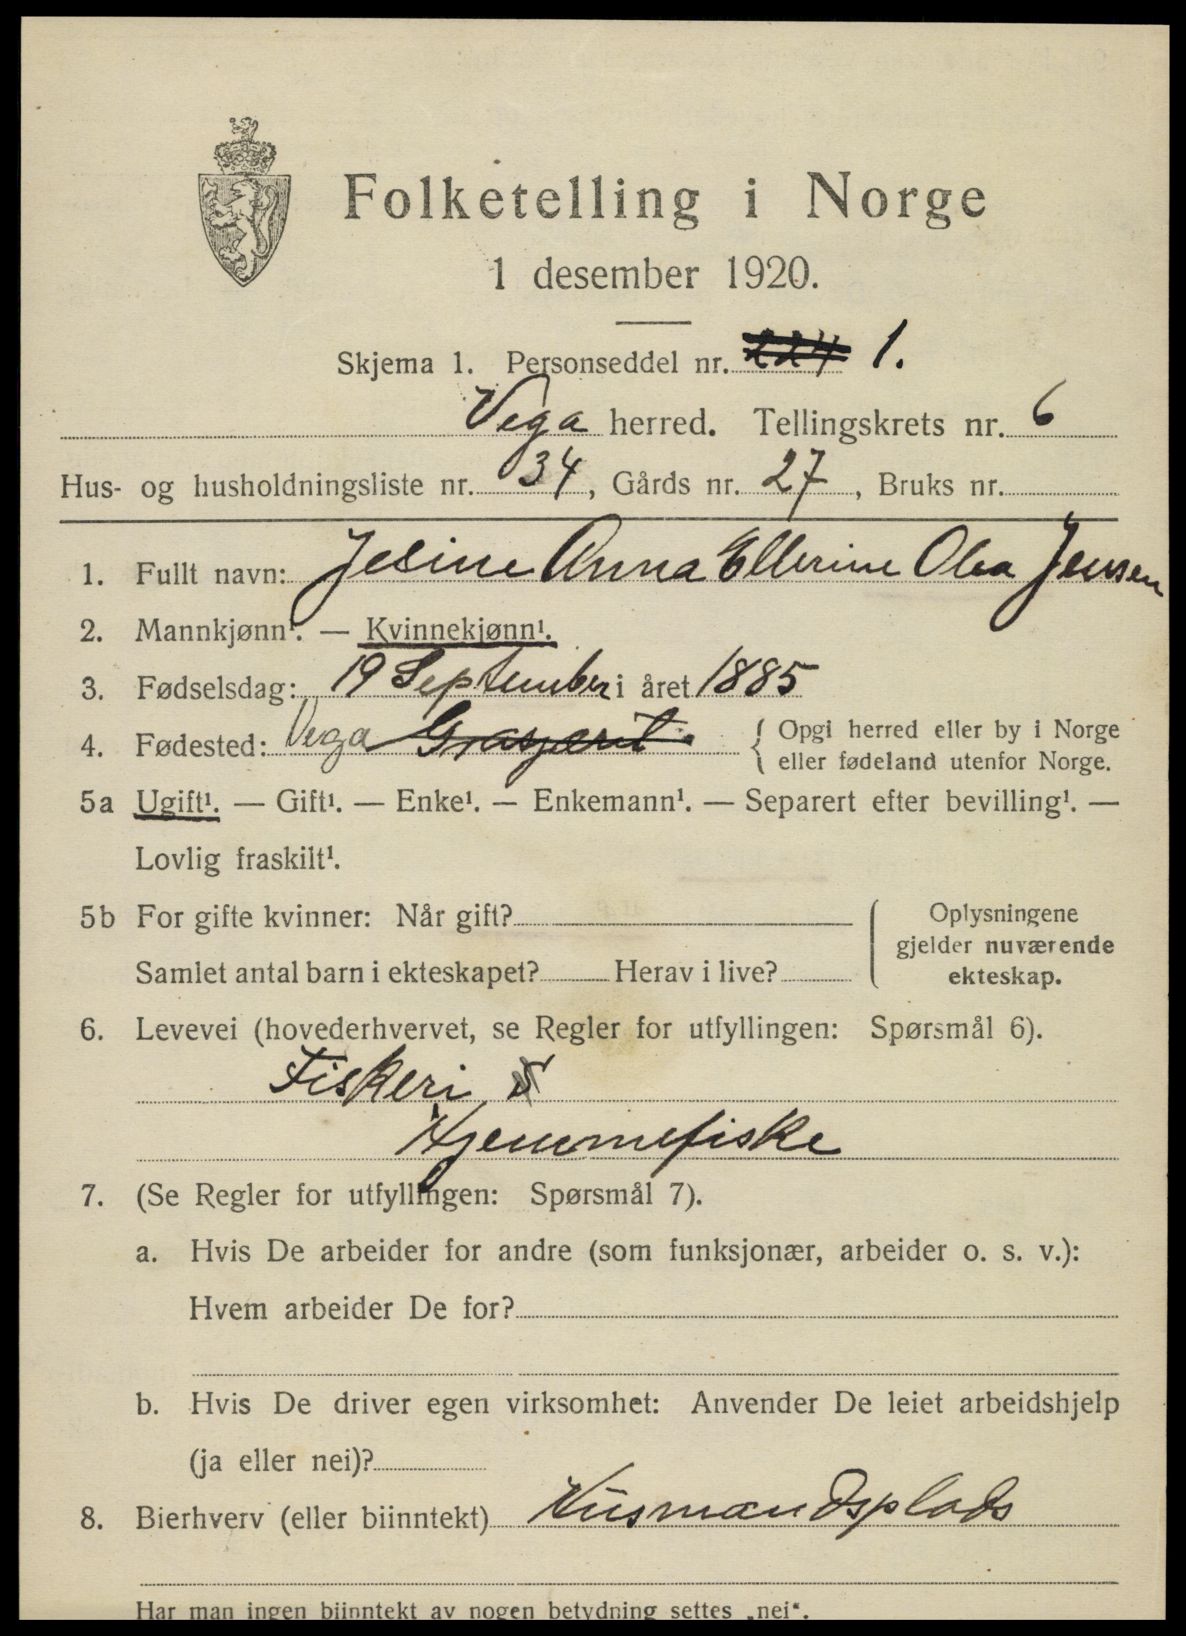 Folketelling i Norge
1 desember 1920.
Skjema 1. Personseddel nr. 224 1.
Vega herred. Tellingskrets nr. 6
Hus- og husholdningsliste nr. 34, Gårds nr. 27, Bruks nr.
1. Fullt navn: Jesine Anna Ellerine Olea Jensen
2. Mannkjønn¹. — Kvinnekjønn¹.
3. Fødselsdag: 19 September i året 1885
4. Fødested: Vega { Opgi herred eller by i Norge
eller fødeland utenfor Norge.
5a Ugift¹. — Gift¹. — Enke¹. — Enkemann¹. — Separert efter bevilling¹. —
Lovlig fraskilt¹.
5b For gifte kvinner: Når gift?
Samlet antal barn i ekteskapet? Herav i live?
Oplysningene
gjelder nuværende
ekteskap.
6. Levevei (hovederhvervet, se Regler for utfyllingen: Spørsmål 6).
Fiskeri
Hjemmefiske
7. (Se Regler for utfyllingen: Spørsmål 7).
a. Hvis De arbeider for andre (som funksjonær, arbeider o. s. v.):
Hvem arbeider De for?
b. Hvis De driver egen virksomhet: Anvender De leiet arbeidshjelp
(ja eller nei)?
8. Bierhverv (eller biinntekt) Husmandsplads
Har man ingen biinntekt av nogen betydning settes „nei“.